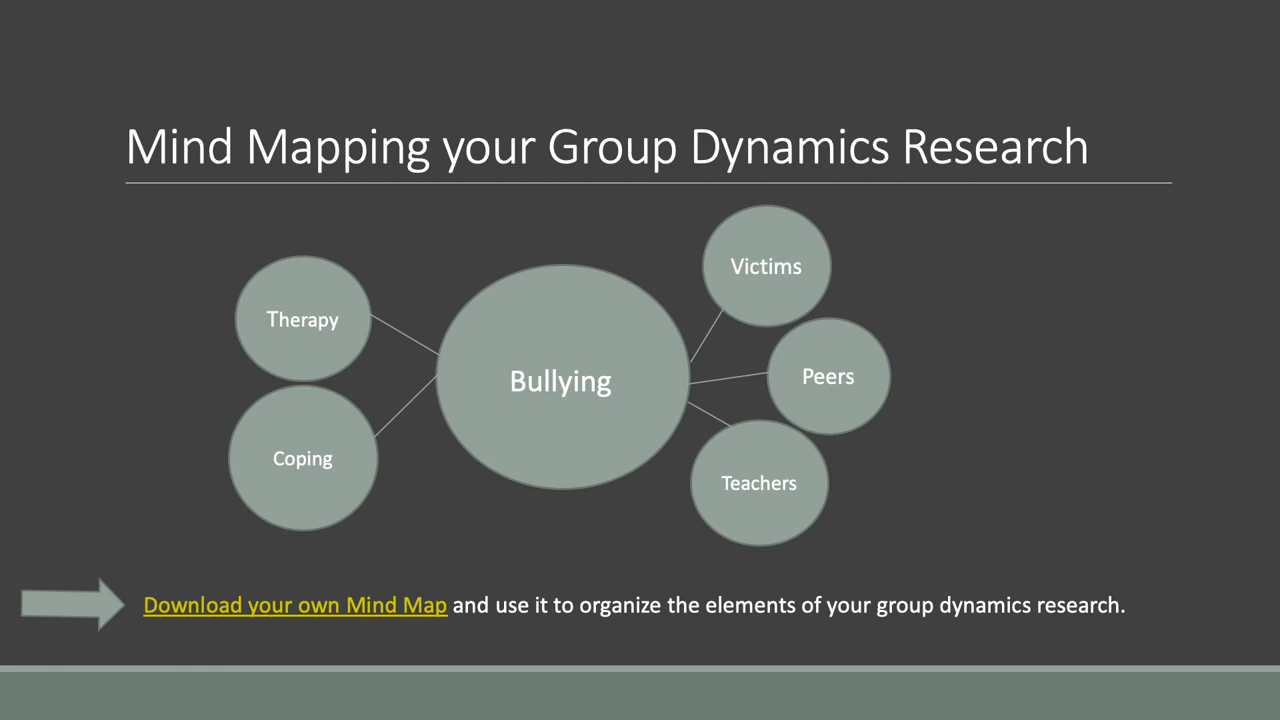 Mind Mapping your Group Dynamics Research
Victims
Therapy
Peers
Bullying
Coping
Teachers
Download your own Mind Map and use it to organize the elements of your group dynamics research.